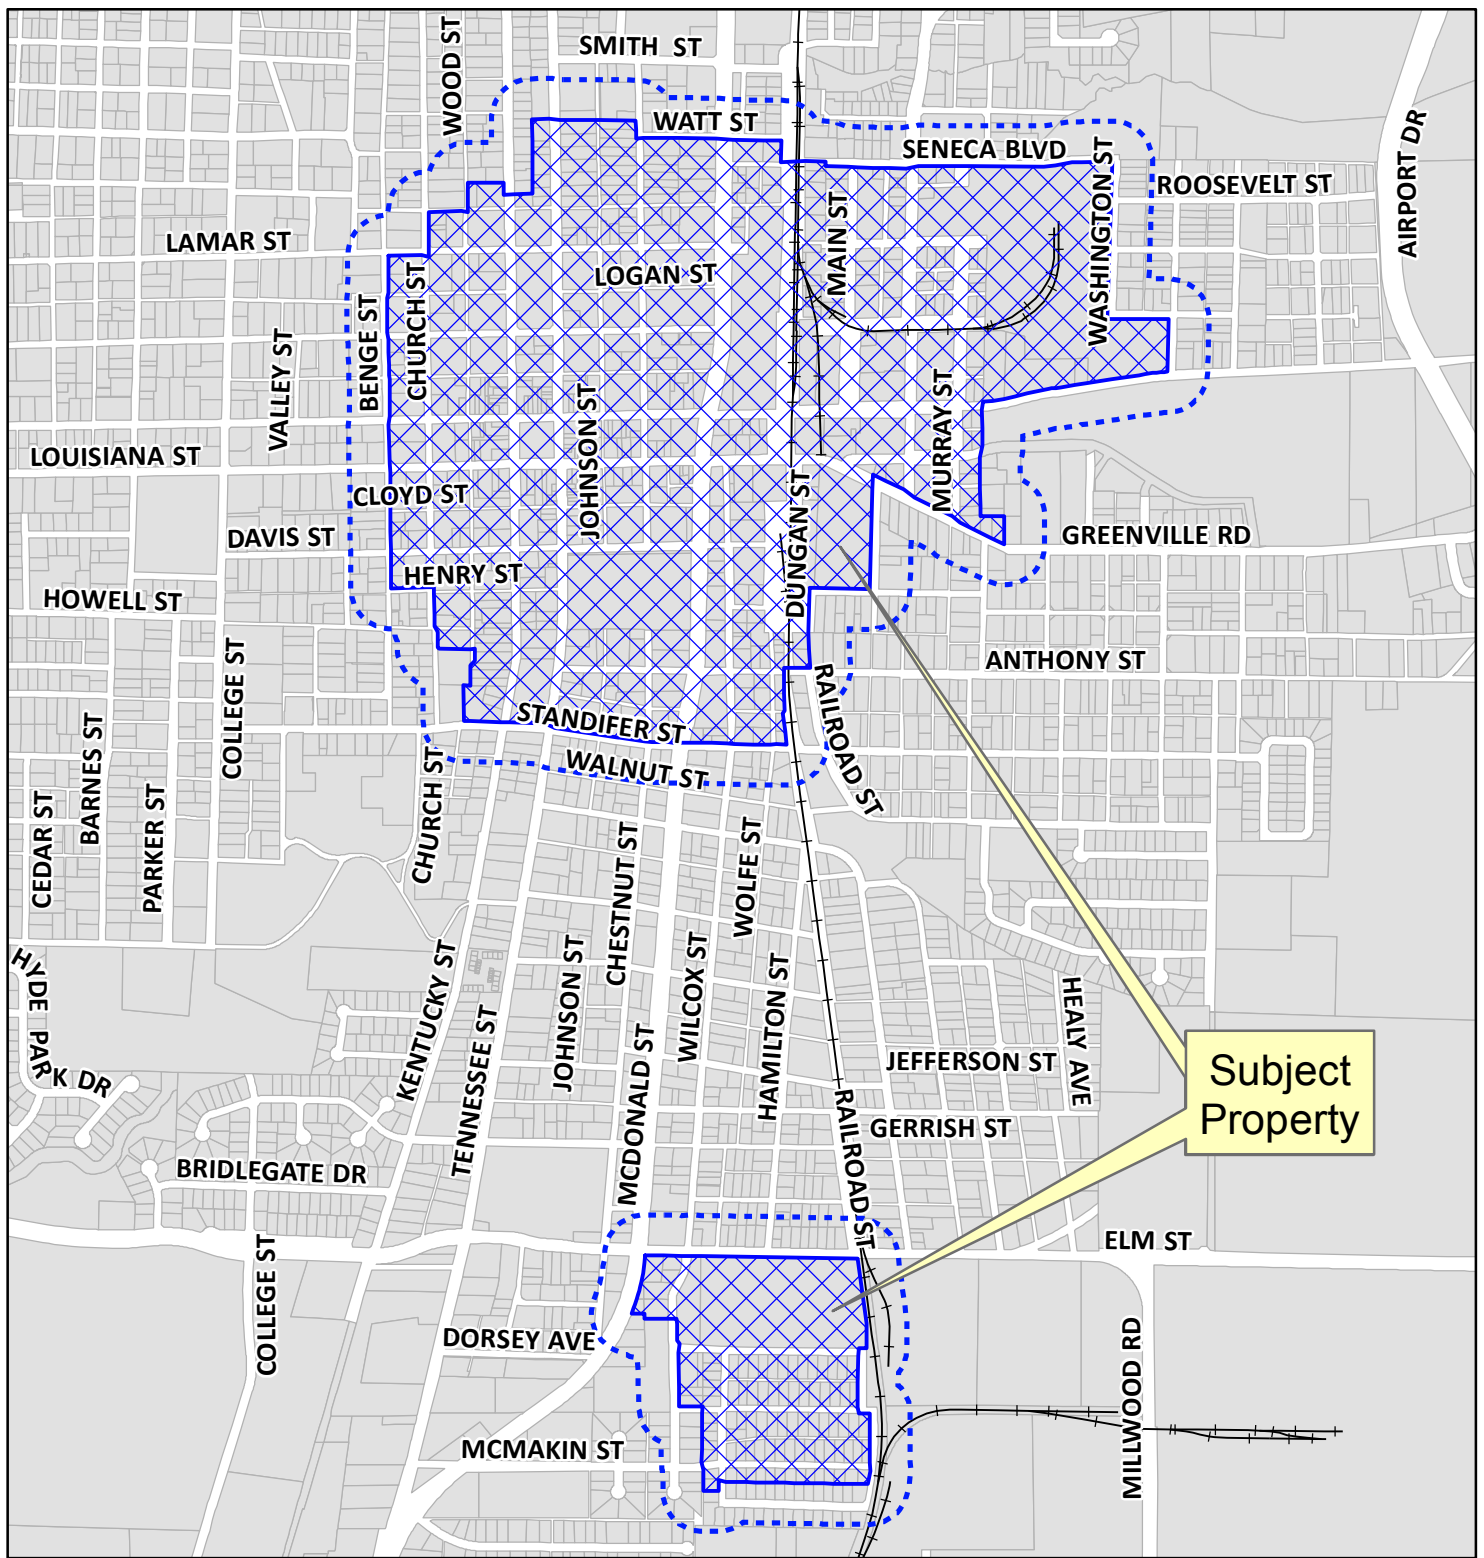 SMITH ST
WOOD ST
WATT ST
SENECA BLVD
WASHINGTON ST
ROOSEVELT ST
AIRPORT DR
LAMAR ST
LOGAN ST
MAIN ST
CHURCH ST
BENGE ST
VALLEY ST
JOHNSON ST
MURRAY ST
LOUISIANA ST
CLOYD ST
DAVIS ST
DUNGAN ST
GREENVILLE RD
HENRY ST
HOWELL ST
ANTHONY ST
COLLEGE ST
RAILROAD ST
STANDIFER ST
WALNUT ST
BARNES ST
CEDAR ST
PARKER ST
CHURCH ST
CHESTNUT ST
WOLFE ST
HYDE PARK DR
KENTUCKY ST
TENNESSEE ST
JOHNSON ST
WILCOX ST
HAMILTON ST
MCDONALD ST
HEALY AVE
JEFFERSON ST
Subject
Property
GERRISH ST
RAILROAD ST
BRIDLEGATE DR
ELM ST
COLLEGE ST
DORSEY AVE
MILLWOOD RD
MCMAKIN ST